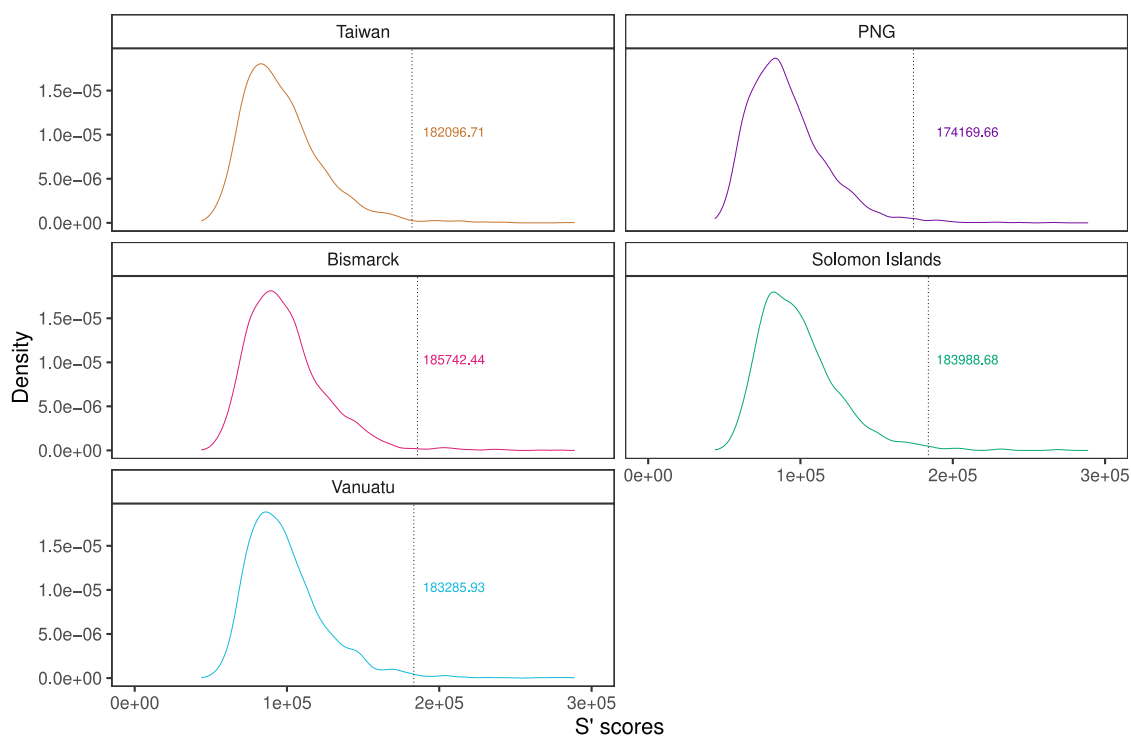 Taiwan
PNG
1.5e−05
1.0e−05
5.0e−06
0.0e+00
182096.71
174169.66
Bismarck
Solomon Islands
1.5e−05
1.0e−05
5.0e−06
0.0e+00
185742.44
183988.68
0e+00
1e+05
2e+05
3e+05
Vanuatu
1.5e−05
1.0e−05
5.0e−06
0.0e+00
183285.93
0e+00
1e+05
2e+05
3e+05
Density
S' scores